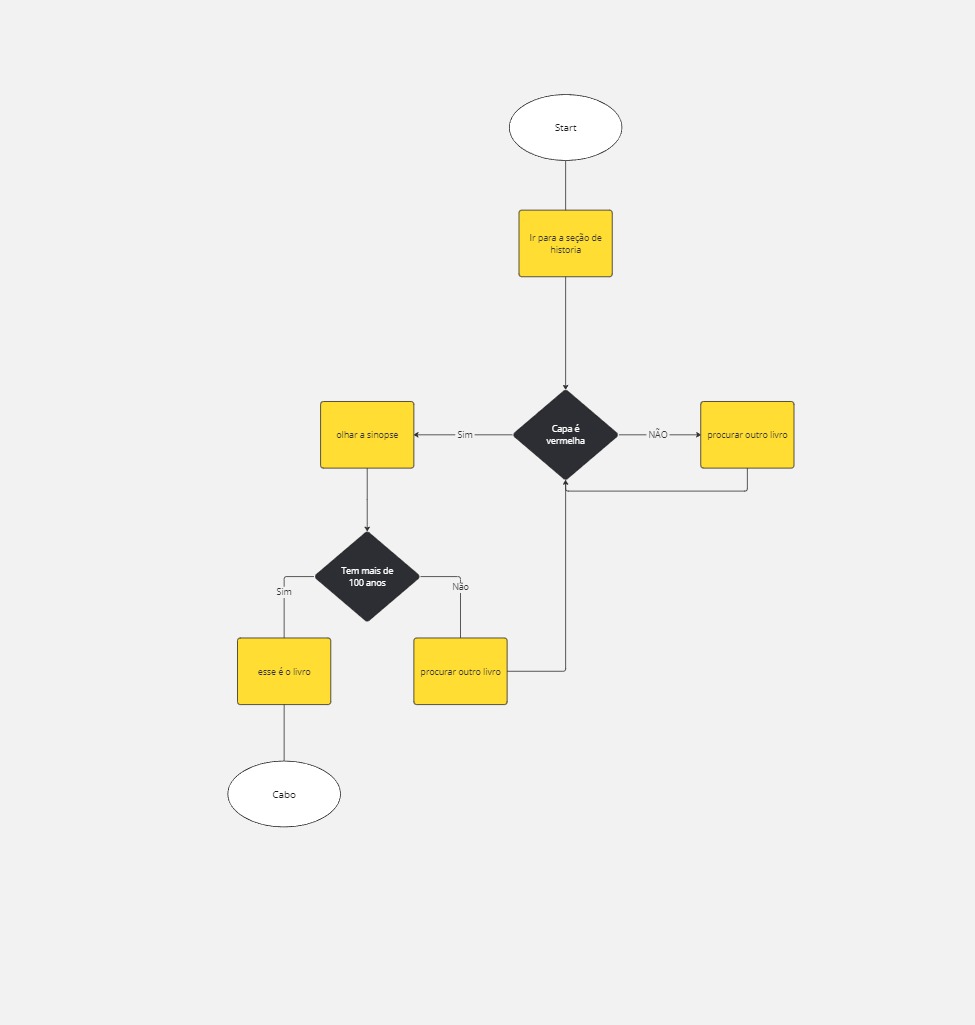 Start
Ir para a seção de
historia
Capa é
vermelha
olhar a sinopse
Sim
NÃO
procurar outro livro
Tem mais de
100 anos
Sim
Não
esse é o livro
procurar outro livro
Cabo